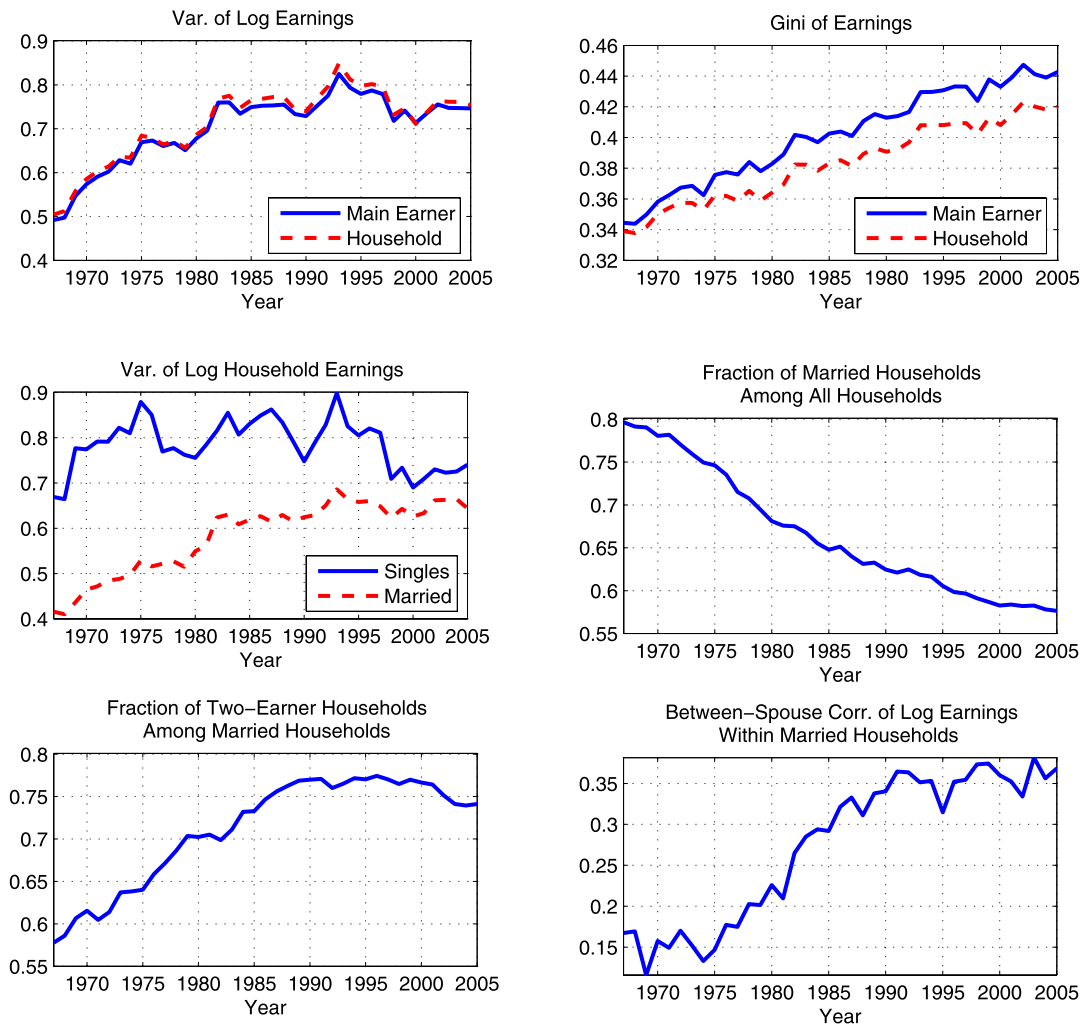 Var. of Log Earnings
0.9
0.8
0.7
0.6
0.5
0.4
Main Earner
Household
1970 1975 1980 1985 1990 1995 2000 2005
Year
Gini of Earnings
0.46
0.44
0.42
0.4
0.38
0.36
0.34
0.32
Main Earner
Household
1970 1975 1980 1985 1990 1995 2000 2005
Year
Var. of Log Household Earnings
0.9
0.8
0.7
0.6
0.5
0.4
Singles
Married
1970 1975 1980 1985 1990 1995 2000 2005
Year
Fraction of Married Households
Among All Households
0.8
0.75
0.7
0.65
0.6
0.55
1970 1975 1980 1985 1990 1995 2000 2005
Year
Fraction of Two−Earner Households
Among Married Households
0.8
0.75
0.7
0.65
0.6
0.55
1970 1975 1980 1985 1990 1995 2000 2005
Year
Between−Spouse Corr. of Log Earnings
Within Married Households
0.35
0.3
0.25
0.2
0.15
1970 1975 1980 1985 1990 1995 2000 2005
Year